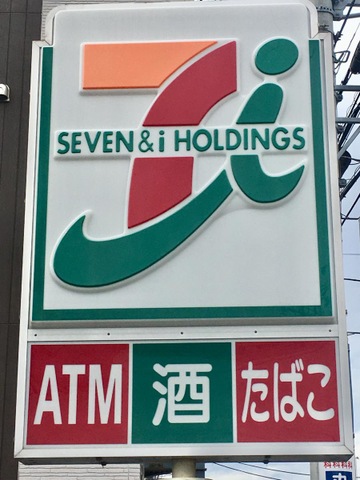 SEVEN & i HOLDINGS
ATM 酒 たばこ